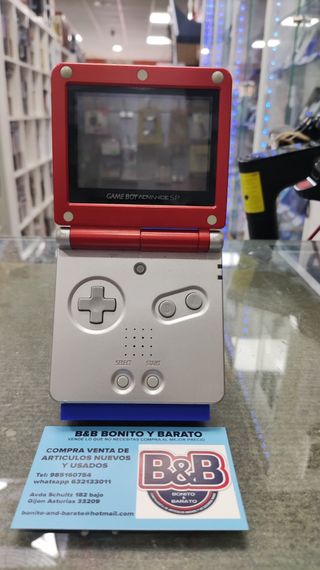 GAME BOY ADVANCE SP
SELECT START
B&B BONITO Y BARATO
VENDE LO QUE NO NECESITAS COMPRA AL MEJOR PRECIO
COMPRA VENTA DE
ARTICULOS NUEVOS
Y USADOS
Tel: 985160754
whatsapp 632133011
Avda Schultz 182 bajo
Gijon Asturias 33209
bonito-and-barato@hotmail.com
B&B
BONITO
&
BARATO